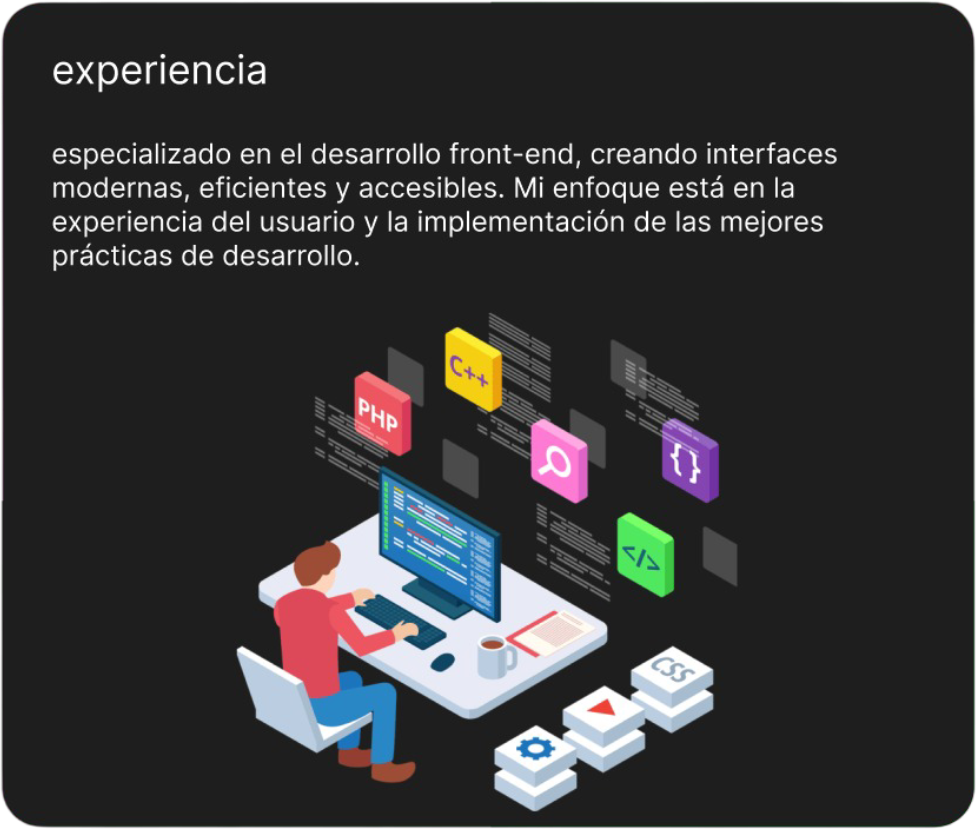 experiencia
especializado en el desarrollo front-end, creando interfaces
modernas, eficientes y accesibles. Mi enfoque está en la
experiencia del usuario y la implementación de las mejores
prácticas de desarrollo.
C++
PHP
{}
</>
CSS